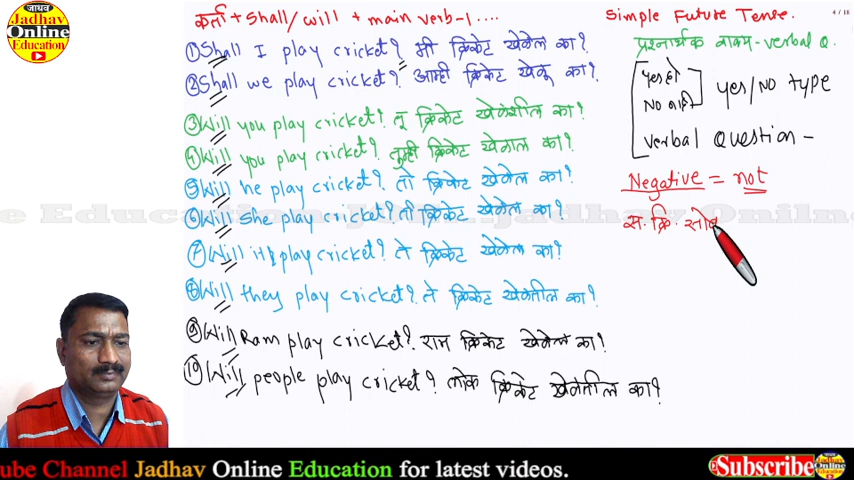 जाधव
Jadhav
Online
Education
कर्ता + Shall/will + main verb-1....
Simple Future Tense.
4 / 18
① Shall I play cricket? मी क्रिकेट खेळेल का?
प्रश्नार्थक वाक्य - verbal Q.
② Shall we play cricket? आम्ही क्रिकेट खेळू का?
yes हो
No नाही
yes/No type
③ Will you play cricket? तू क्रिकेट खेळशील का?
④ Will you play cricket? तुम्ही क्रिकेट खेळाल का?
verbal Question -
⑤ Will he play cricket? तो क्रिकेट खेळेल का?
Negative = not
⑥ Will she play cricket? ती क्रिकेट खेळेल का?
स. क्रि. सोब
⑦ Will it play cricket? ते क्रिकेट खेळेल का?
⑧ Will they play cricket? ते क्रिकेट खेळतील का?
⑨ Will Ram play cricket? राम क्रिकेट खेळेल का?
⑩ Will people play cricket? लोक क्रिकेट खेळतील का?
ube Channel Jadhav Online Education for latest videos.
Subscribe